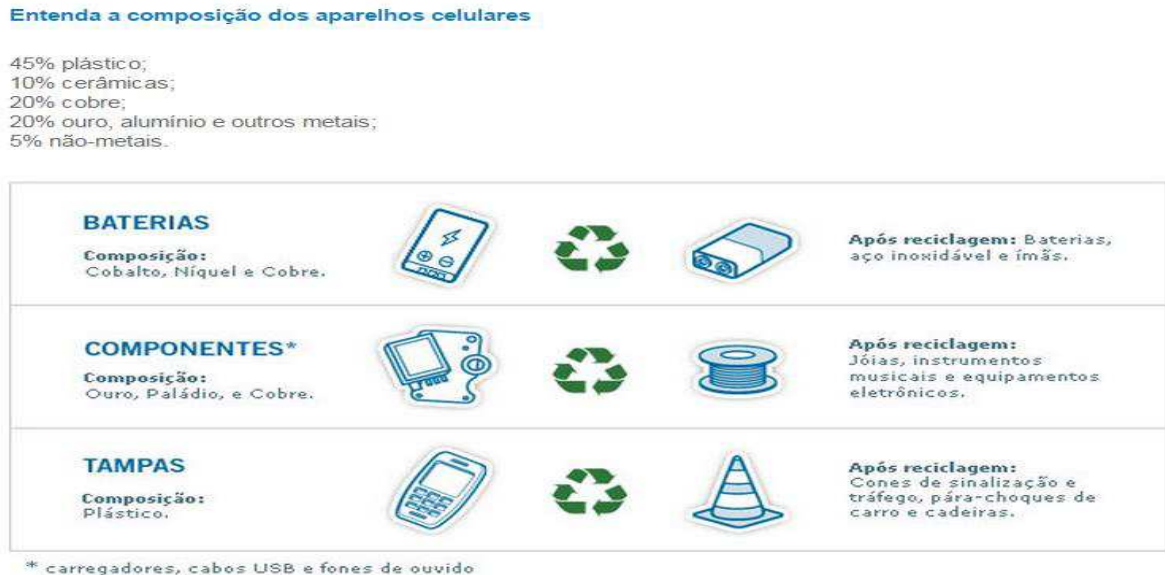 Entenda a composição dos aparelhos celulares
45% plástico;
10% cerâmicas;
20% cobre;
20% ouro, alumínio e outros metais;
5% não-metais.
BATERIAS
Composição:
Cobalto, Níquel e Cobre.
Após reciclagem: Baterias,
aço inoxidável e ímãs.
COMPONENTES*
Composição:
Ouro, Paládio, e Cobre.
Após reciclagem:
Jóias, instrumentos
musicais e equipamentos
eletrônicos.
TAMPAS
Composição:
Plástico.
Após reciclagem:
Cones de sinalização e
tráfego, pára-choques de
carro e cadeiras.
* carregadores, cabos USB e fones de ouvido